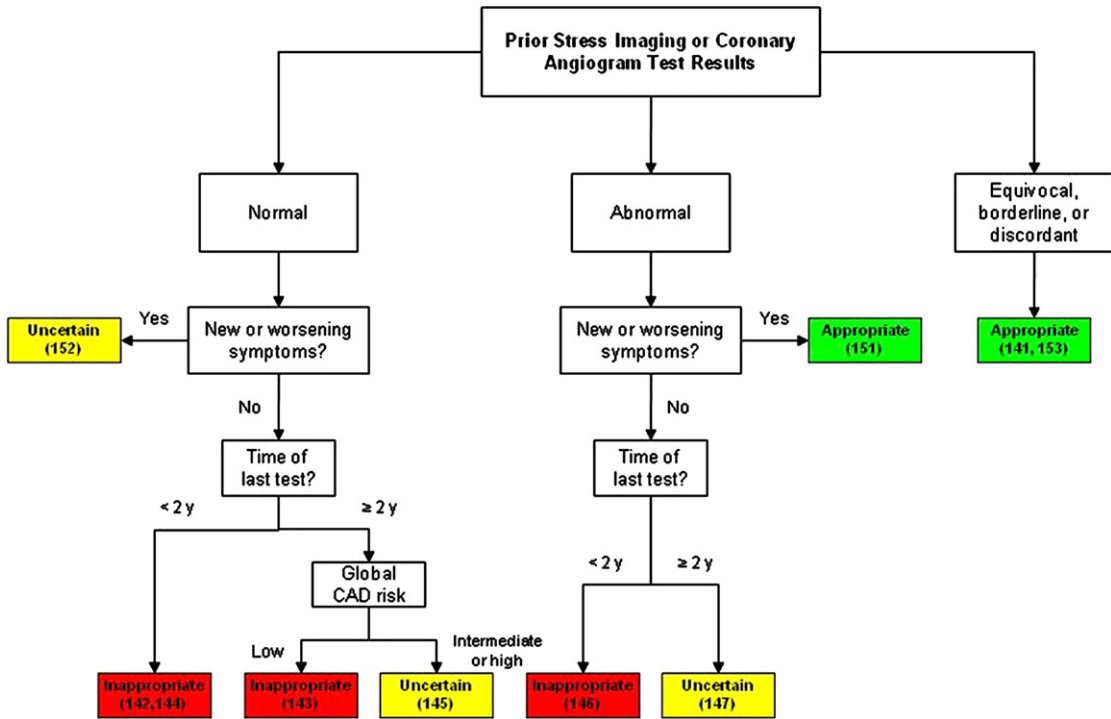 Prior Stress Imaging or Coronary
Angiogram Test Results
Normal
Abnormal
Equivocal,
borderline, or
discordant
Uncertain
(152)
Yes
New or worsening
symptoms?
New or worsening
symptoms?
Yes
Appropriate
(151)
Appropriate
(141, 153)
No
No
Time of
last test?
Time of
last test?
< 2 y
≥ 2 y
Global
CAD risk
< 2 y
≥ 2 y
Low
Intermediate
or high
Inappropriate
(142,144)
Inappropriate
(143)
Uncertain
(145)
Inappropriate
(146)
Uncertain
(147)